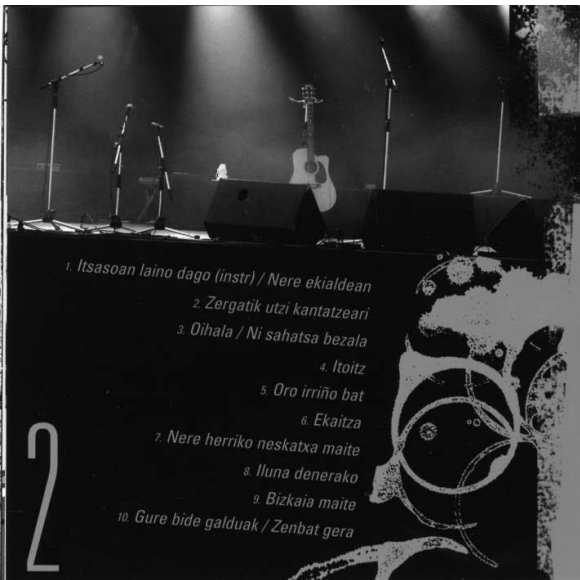 1. Itsasoan laino dago (instr) / Nere ekialdean
2. Zergatik utzi kantatzeari
3. Oihala / Ni sahatsa bezala
4. Itoitz
5. Oro irriño bat
6. Ekaitza
7. Nere herriko neskatxa maite
8. Iluna denerako
9. Bizkaia maite
10. Gure bide galduak / Zenbat gera
2